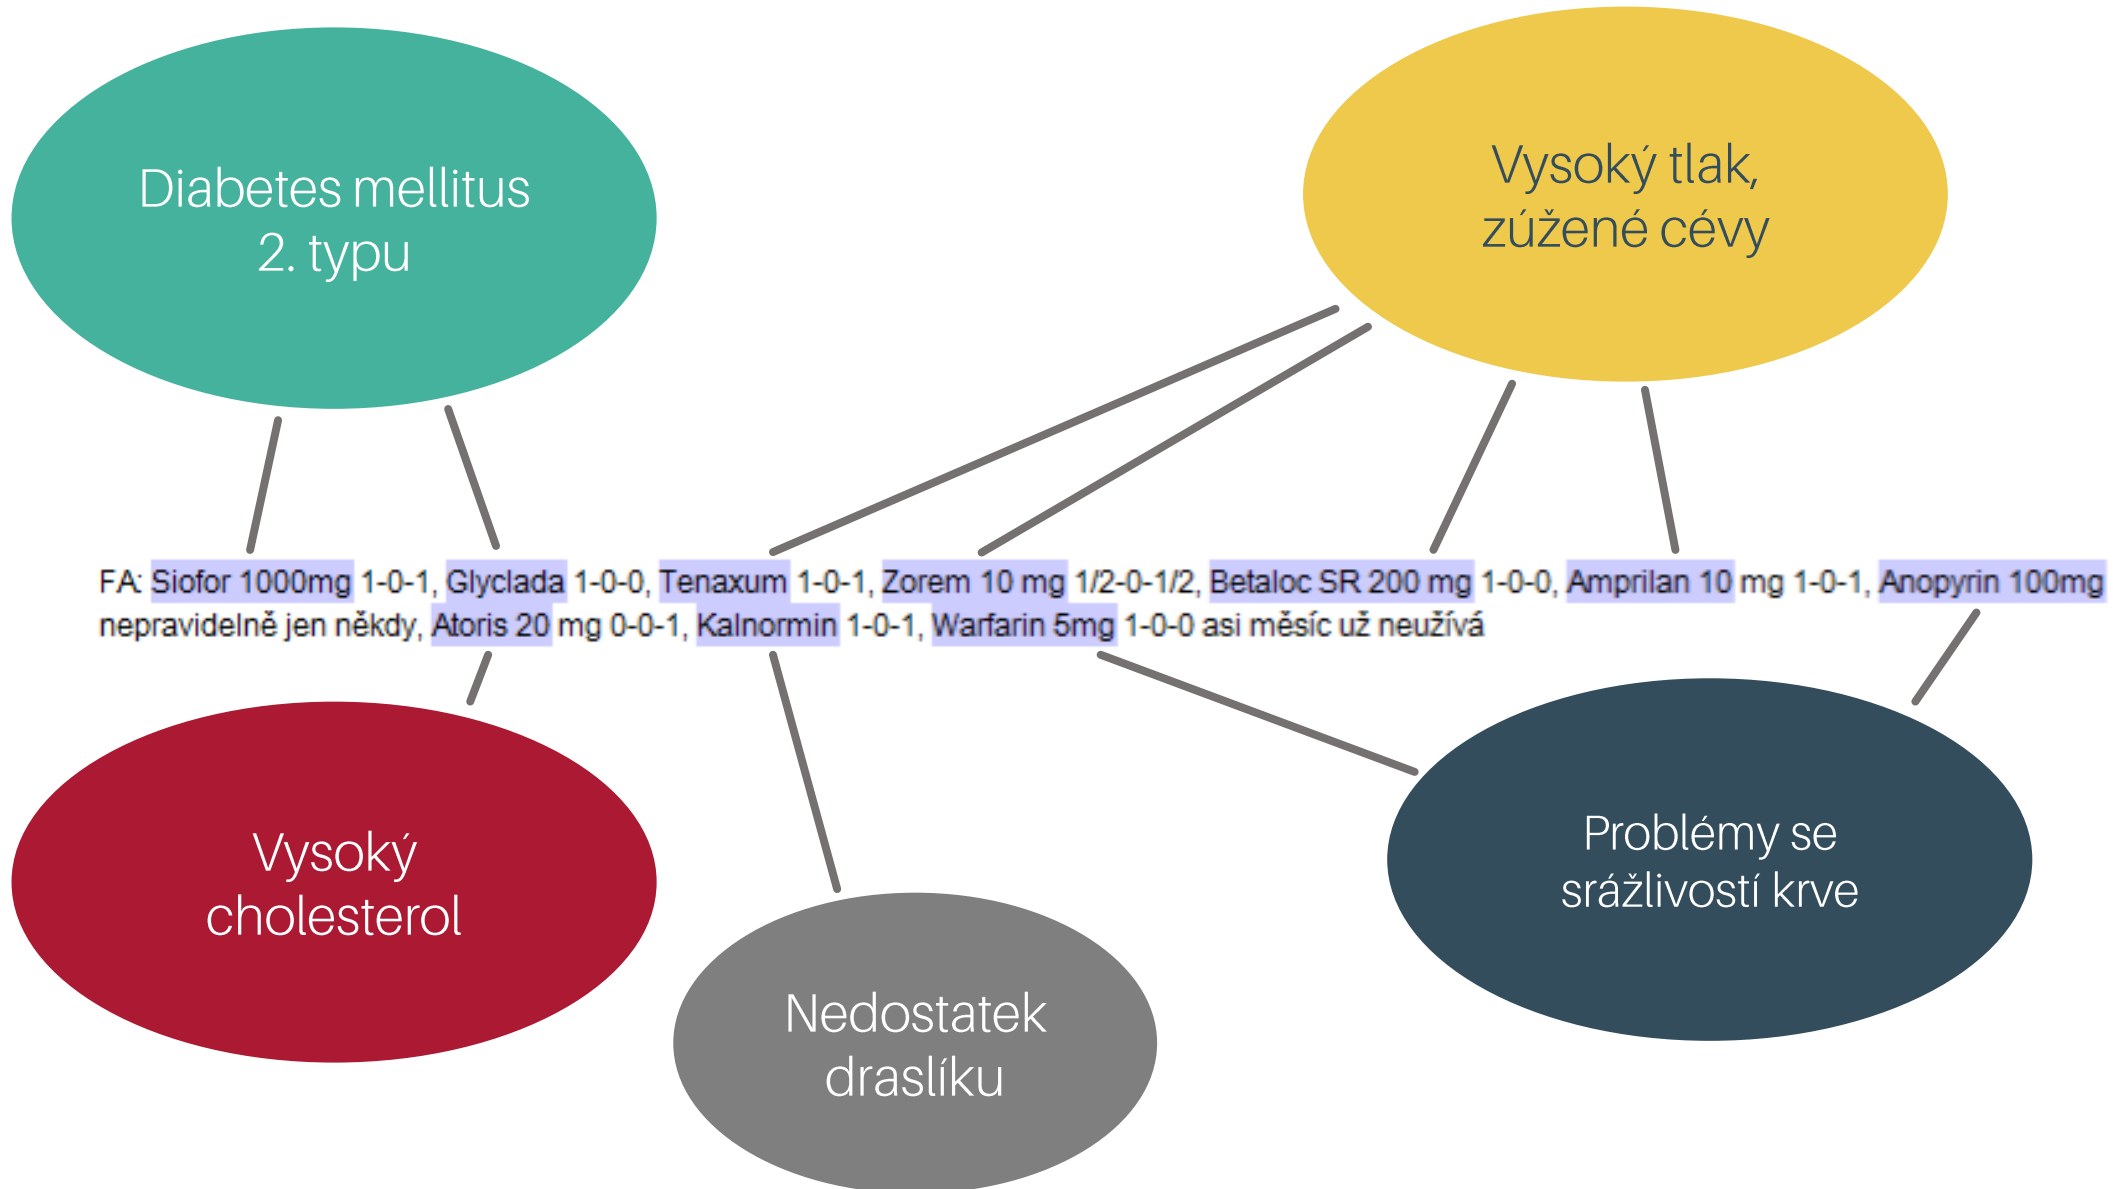 Diabetes mellitus
2. typu
Vysoký tlak,
zúžené cévy
FA: Siofor 1000mg 1-0-1, Glyclada 1-0-0, Tenaxum 1-0-1, Zorem 10 mg 1/2-0-1/2, Betaloc SR 200 mg 1-0-0, Amprilan 10 mg 1-0-1, Anopyrin 100mg
nepravidelně jen někdy, Atoris 20 mg 0-0-1, Kalnormin 1-0-1, Warfarin 5mg 1-0-0 asi měsíc už neužívá
Vysoký
cholesterol
Nedostatek
draslíku
Problémy se
srážlivostí krve